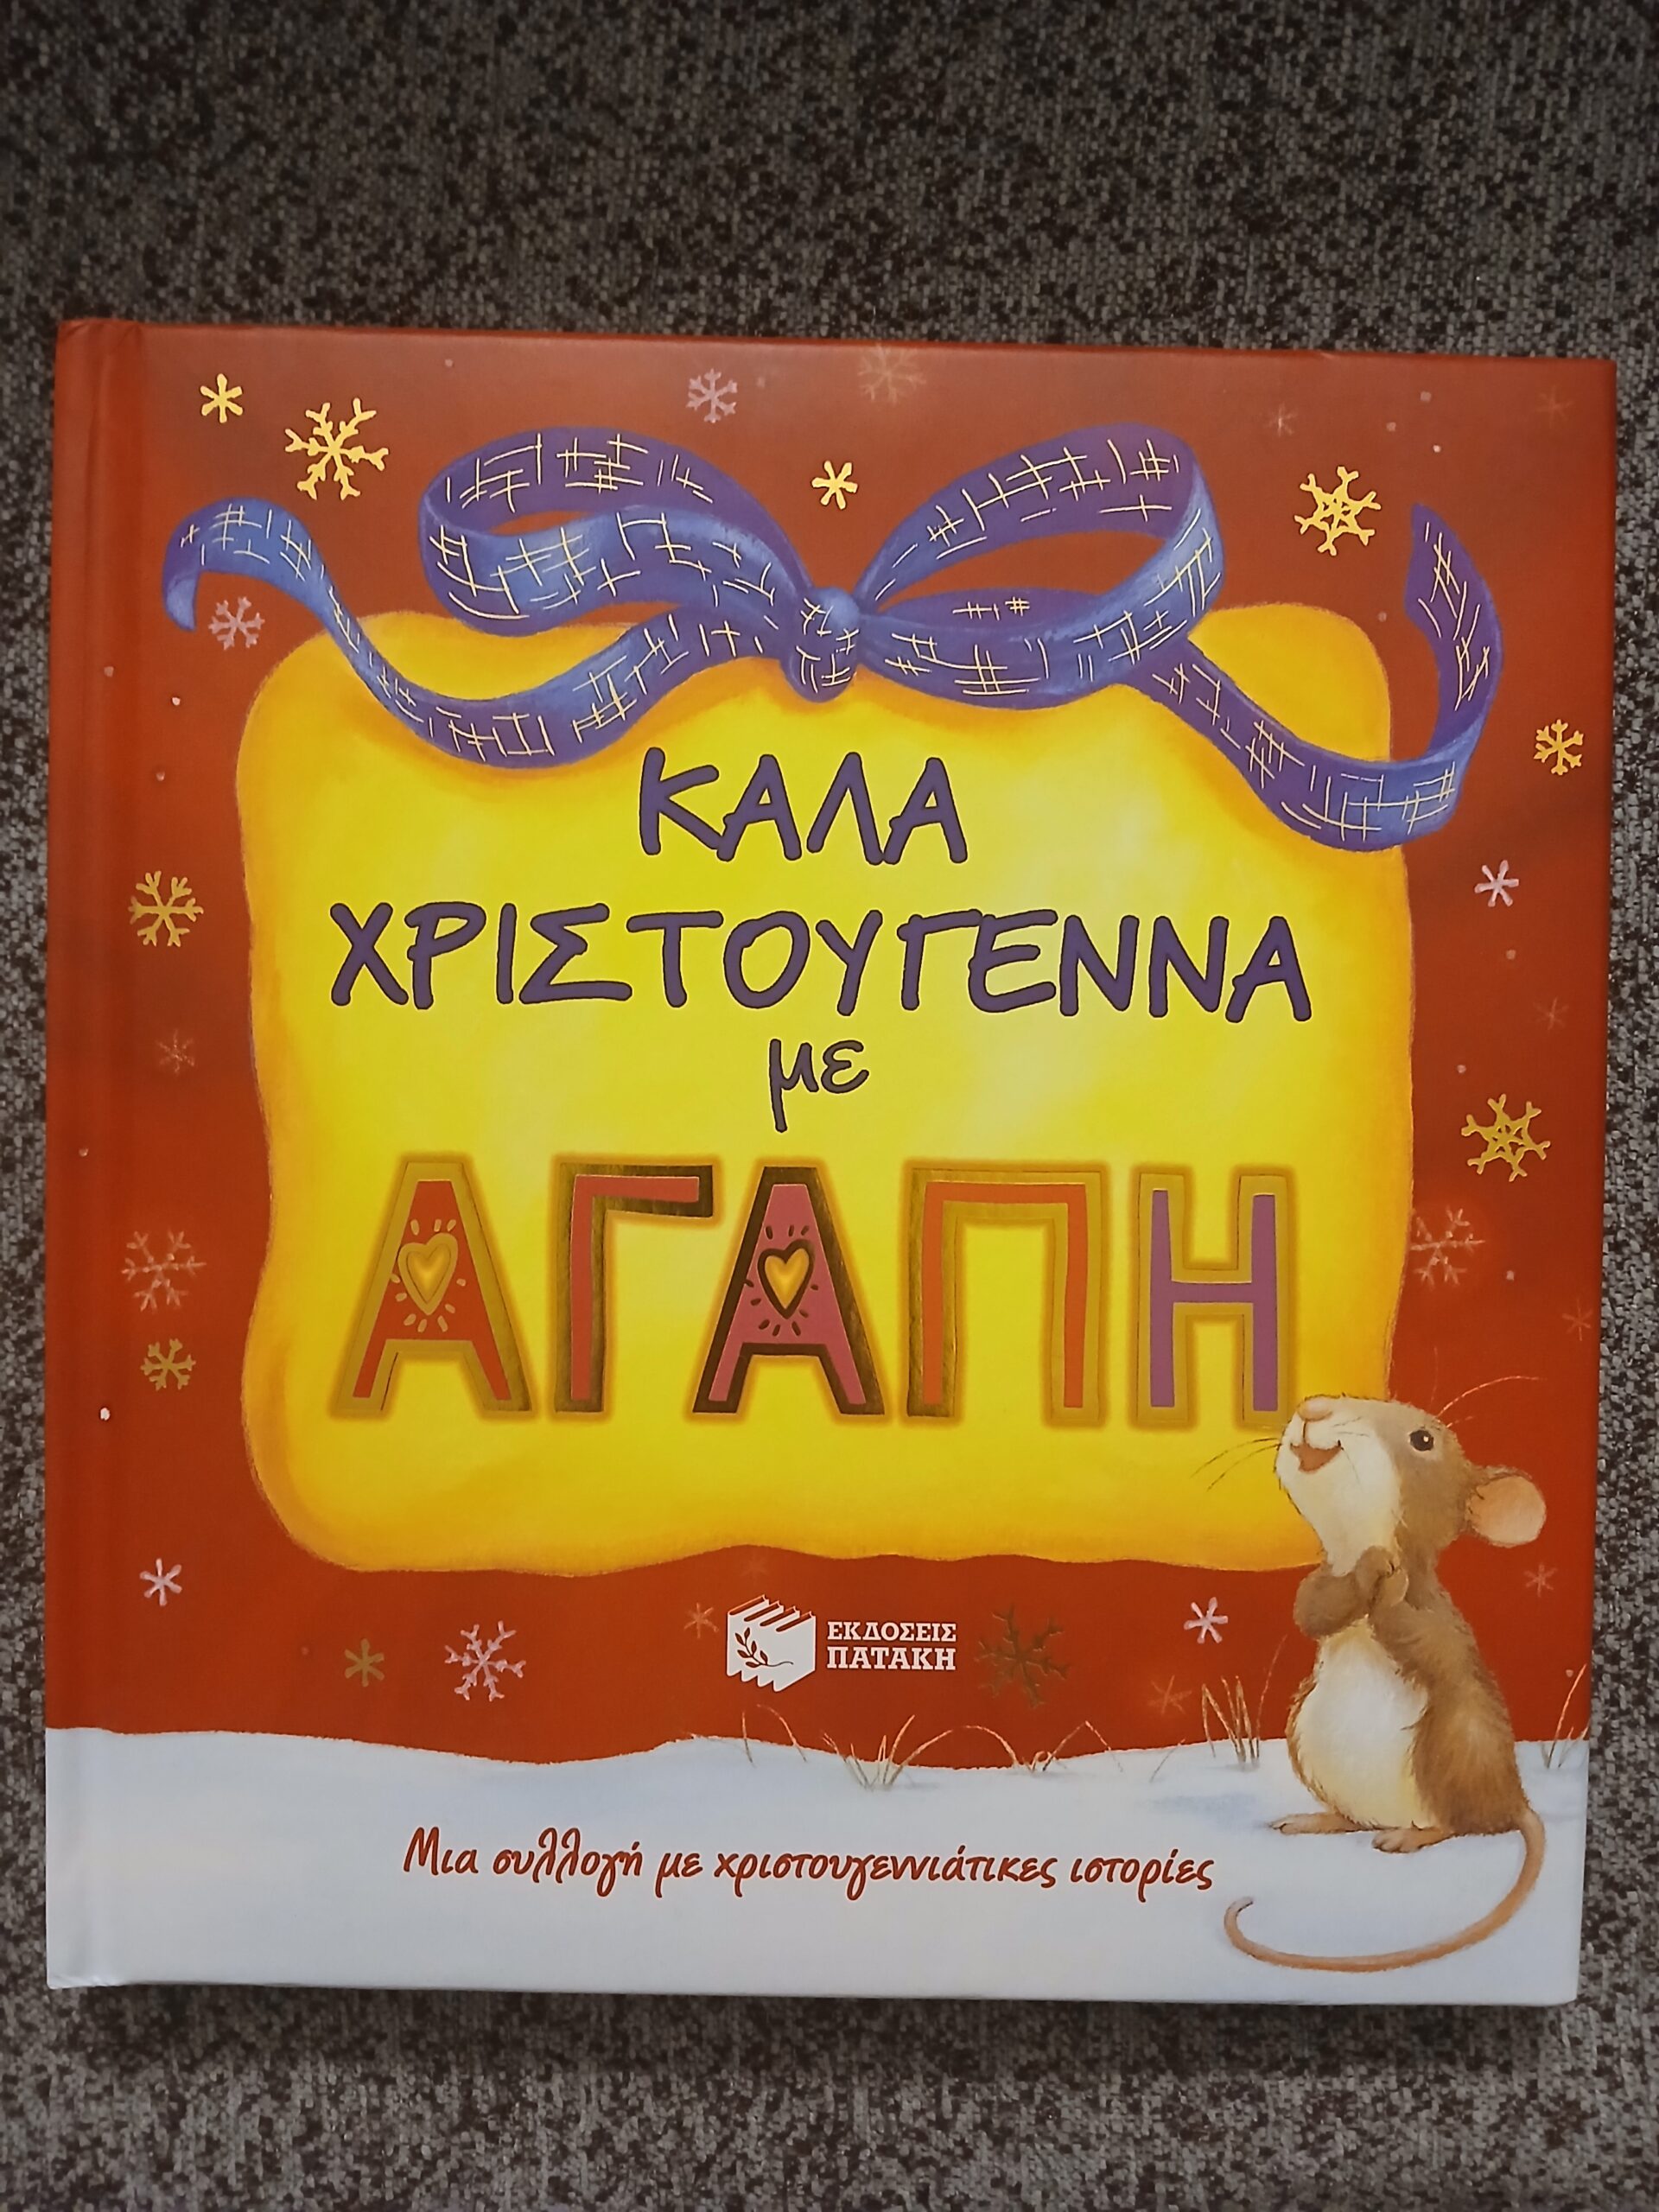 ΚΑΛΑ
ΧΡΙΣΤΟΥΓΕΝΝΑ
με
ΑΓΑΠΗ
ΕΚΔΟΣΕΙΣ
ΠΑΤΑΚΗ
Μια συλλογή με χριστουγεννιάτικες ιστορίες